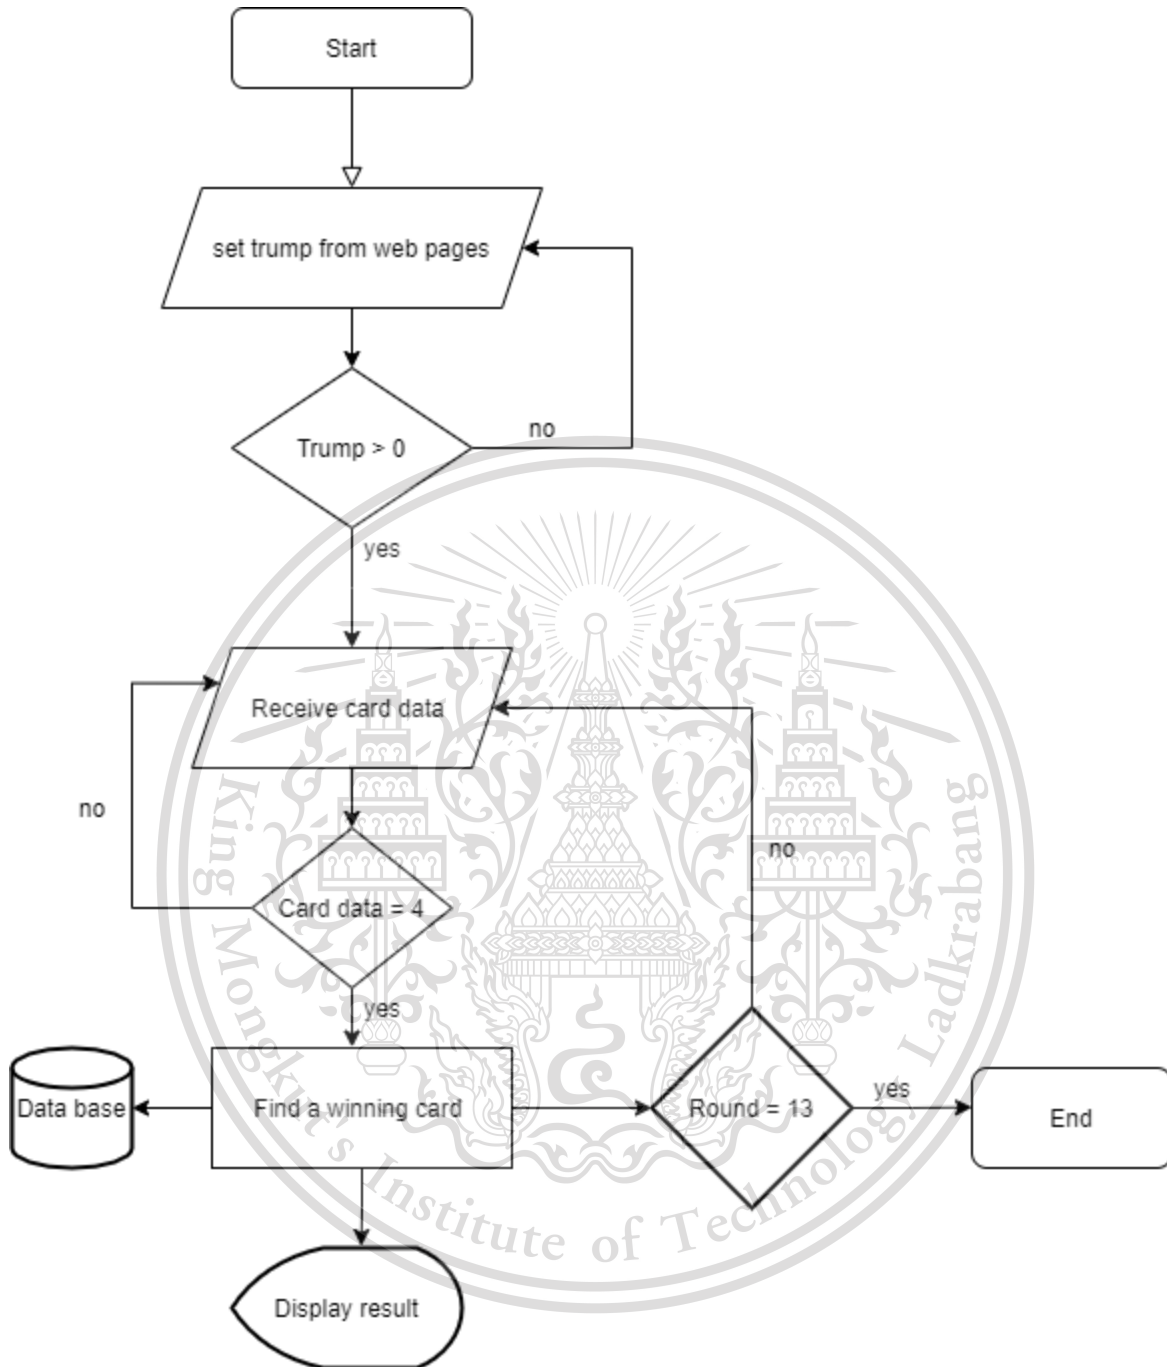 Start
set trump from web pages
Trump > 0
no
yes
Receive card data
no
no
Card data = 4
yes
Data base
Find a winning card
Round = 13
yes
End
Display result
King Mongkut's Institute of Technology Ladkrabang